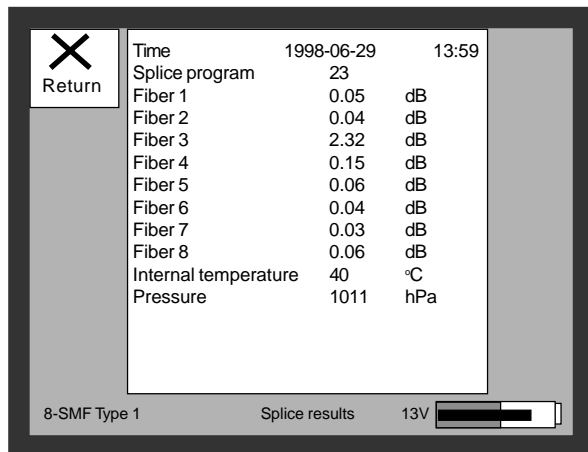 Return
Time 1998-06-29 13:59
Splice program 23
Fiber 1 0.05 dB
Fiber 2 0.04 dB
Fiber 3 2.32 dB
Fiber 4 0.15 dB
Fiber 5 0.06 dB
Fiber 6 0.04 dB
Fiber 7 0.03 dB
Fiber 8 0.06 dB
Internal temperature 40 °C
Pressure 1011 hPa
8-SMF Type 1 Splice results 13V